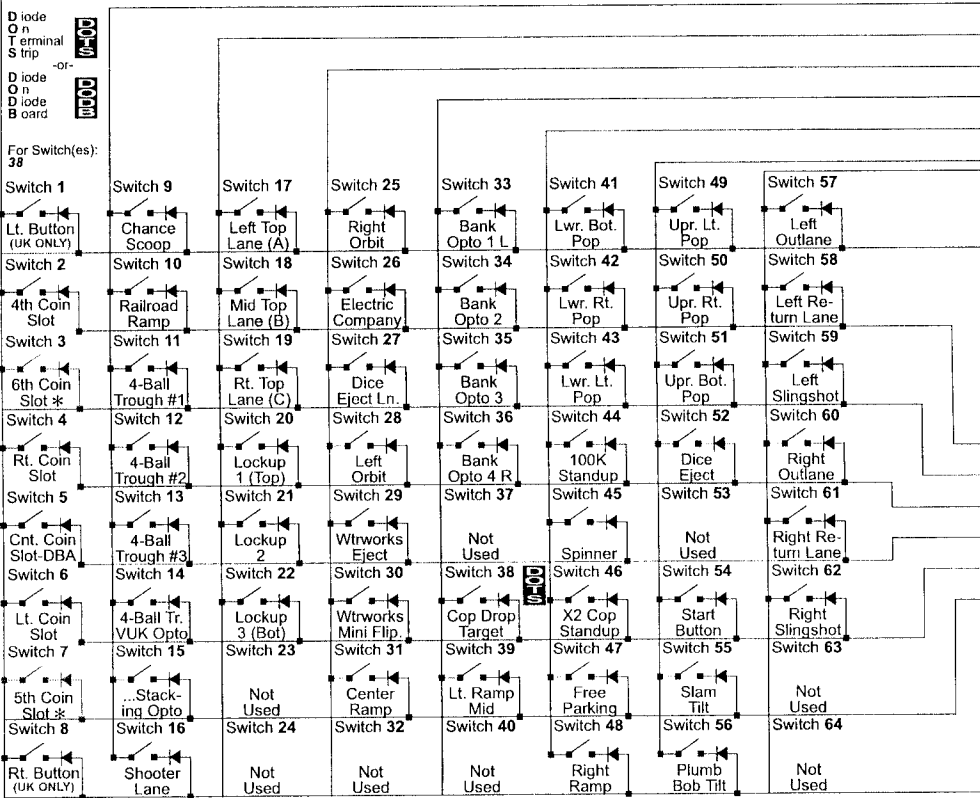 Diode
On
Terminal
Strip
DOTS
-or-
Diode
On
Diode
Board
DODB
For Switch(es):
38
Switch 1
Lt. Button
(UK ONLY)
Switch 2
4th Coin
Slot
Switch 3
6th Coin
Slot *
Switch 4
Rt. Coin
Slot
Switch 5
Cnt. Coin
Slot-DBA
Switch 6
Lt. Coin
Slot
Switch 7
5th Coin
Slot *
Switch 8
Rt. Button
(UK ONLY)
Switch 9
Chance
Scoop
Switch 10
Railroad
Ramp
Switch 11
4-Ball
Trough #1
Switch 12
4-Ball
Trough #2
Switch 13
4-Ball
Trough #3
Switch 14
4-Ball Tr.
VUK Opto
Switch 15
...Stack-
ing Opto
Switch 16
Shooter
Lane
Switch 17
Left Top
Lane (A)
Switch 18
Mid Top
Lane (B)
Switch 19
Rt. Top
Lane (C)
Switch 20
Lockup
1 (Top)
Switch 21
Lockup
2
Switch 22
Lockup
3 (Bot)
Switch 23
Not
Used
Switch 24
Not
Used
Switch 25
Right
Orbit
Switch 26
Electric
Company
Switch 27
Dice
Eject Ln.
Switch 28
Left
Orbit
Switch 29
Wtrworks
Eject
Switch 30
Wtrworks
Mini Flip.
Switch 31
Center
Ramp
Switch 32
Not
Used
Switch 33
Bank
Opto 1 L
Switch 34
Bank
Opto 2
Switch 35
Bank
Opto 3
Switch 36
Bank
Opto 4 R
Switch 37
Not
Used
Switch 38
DOTS
Cop Drop
Target
Switch 39
Lt. Ramp
Mid
Switch 40
Not
Used
Switch 41
Lwr. Bot.
Pop
Switch 42
Lwr. Rt.
Pop
Switch 43
Lwr. Lt.
Pop
Switch 44
100K
Standup
Switch 45
Spinner
Switch 46
X2 Cop
Standup
Switch 47
Free
Parking
Switch 48
Right
Ramp
Switch 49
Upr. Lt.
Pop
Switch 50
Upr. Rt.
Pop
Switch 51
Upr. Bot.
Pop
Switch 52
Dice
Eject
Switch 53
Not
Used
Switch 54
Start
Button
Switch 55
Slam
Tilt
Switch 56
Plumb
Bob Tilt
Switch 57
Left
Outlane
Switch 58
Left Re-
turn Lane
Switch 59
Left
Slingshot
Switch 60
Right
Outlane
Switch 61
Right Re-
turn Lane
Switch 62
Right
Slingshot
Switch 63
Not
Used
Switch 64
Not
Used